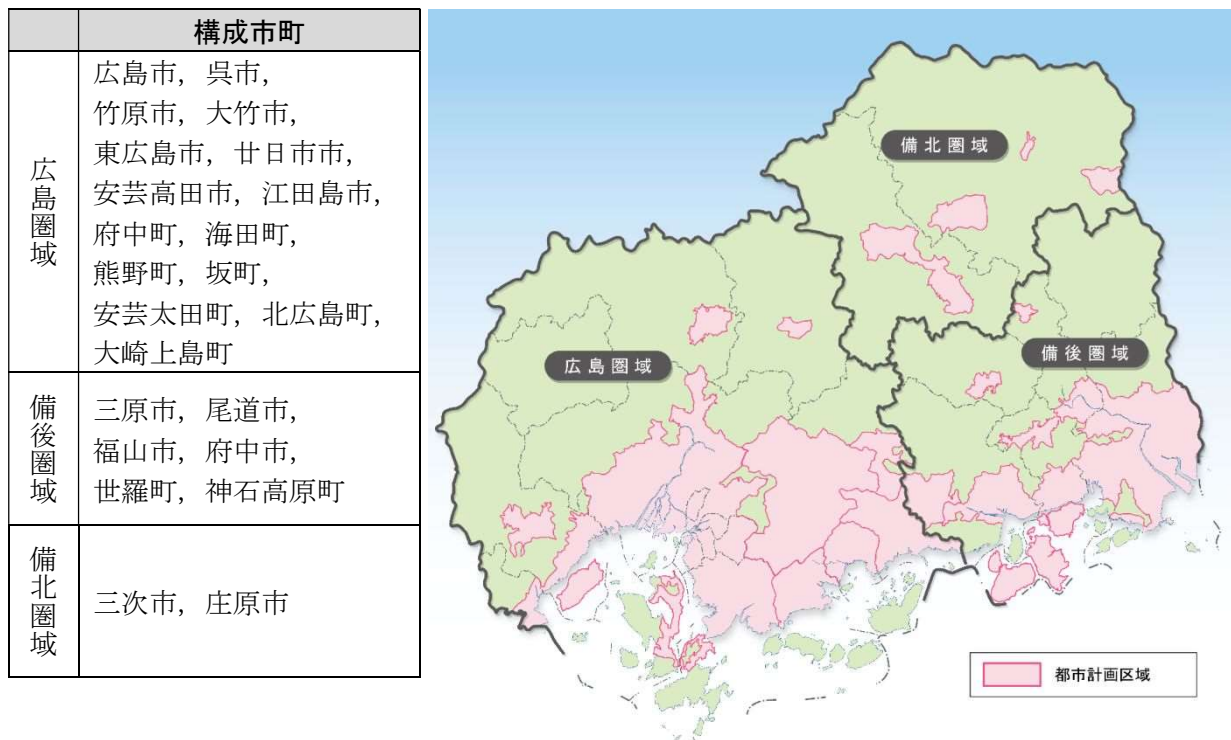 構成市町
広島圏域
広島市, 呉市,
竹原市, 大竹市,
東広島市, 廿日市市,
安芸高田市, 江田島市,
府中町, 海田町,
熊野町, 坂町,
安芸太田町, 北広島町,
大崎上島町
備後圏域
三原市, 尾道市,
福山市, 府中市,
世羅町, 神石高原町
備北圏域
三次市, 庄原市
備北圏域
広島圏域
備後圏域
都市計画区域